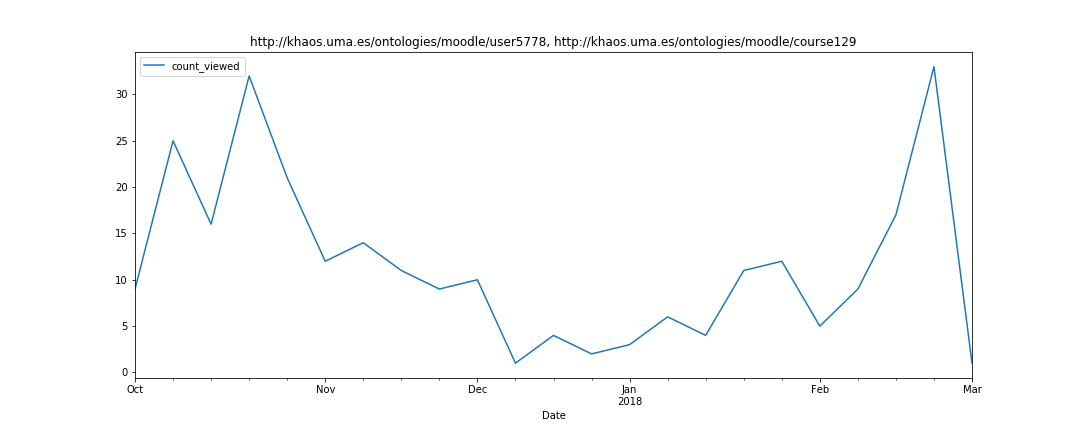 http://khaos.uma.es/ontologies/moodle/user5778, http://khaos.uma.es/ontologies/moodle/course129
count_viewed
30
25
20
15
10
5
0
Oct Nov Dec Jan Feb Mar
2018
Date